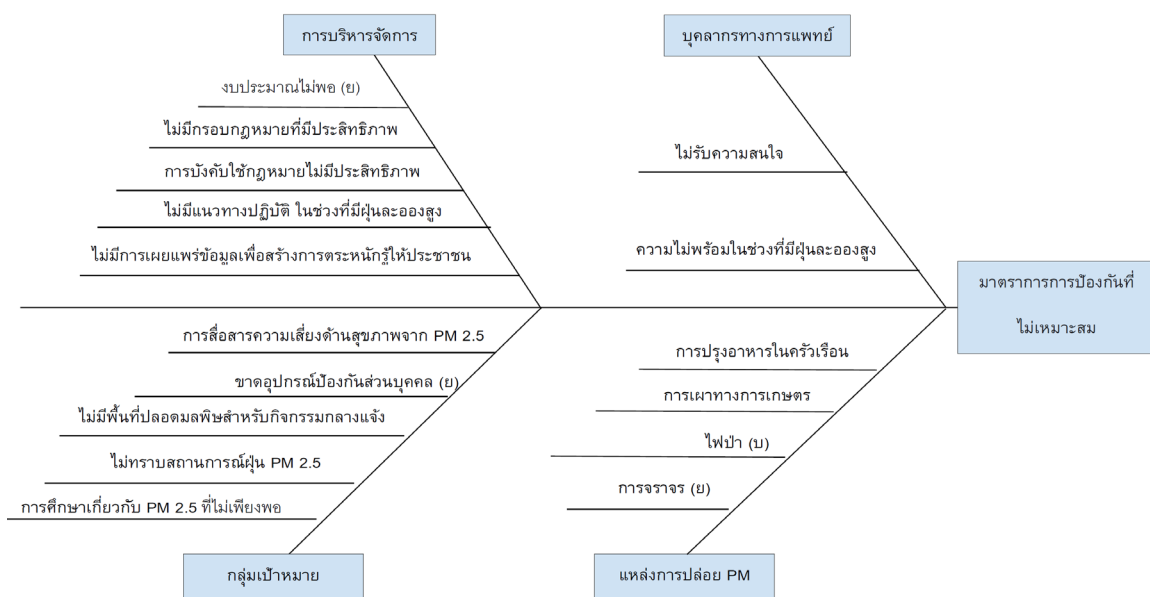 การบริหารจัดการ
บุคลากรทางการแพทย์
งบประมาณไม่พอ (ย)
ไม่มีกรอบกฎหมายที่มีประสิทธิภาพ
การบังคับใช้กฎหมายไม่มีประสิทธิภาพ
ไม่มีแนวทางปฏิบัติ ในช่วงที่มีฝุ่นละอองสูง
ไม่มีการเผยแพร่ข้อมูลเพื่อสร้างการตระหนักรู้ให้ประชาชน
ไม่รับความสนใจ
ความไม่พร้อมในช่วงที่มีฝุ่นละอองสูง
มาตราการการป้องกันที่
ไม่เหมาะสม
การสื่อสารความเสี่ยงด้านสุขภาพจาก PM 2.5
ขาดอุปกรณ์ป้องกันส่วนบุคคล (ย)
ไม่มีพื้นที่ปลอดมลพิษสำหรับกิจกรรมกลางแจ้ง
ไม่ทราบสถานการณ์ฝุ่น PM 2.5
การศึกษาเกี่ยวกับ PM 2.5 ที่ไม่เพียงพอ
การปรุงอาหารในครัวเรือน
การเผาทางการเกษตร
ไฟป่า (บ)
การจราจร (ย)
กลุ่มเป้าหมาย
แหล่งการปล่อย PM